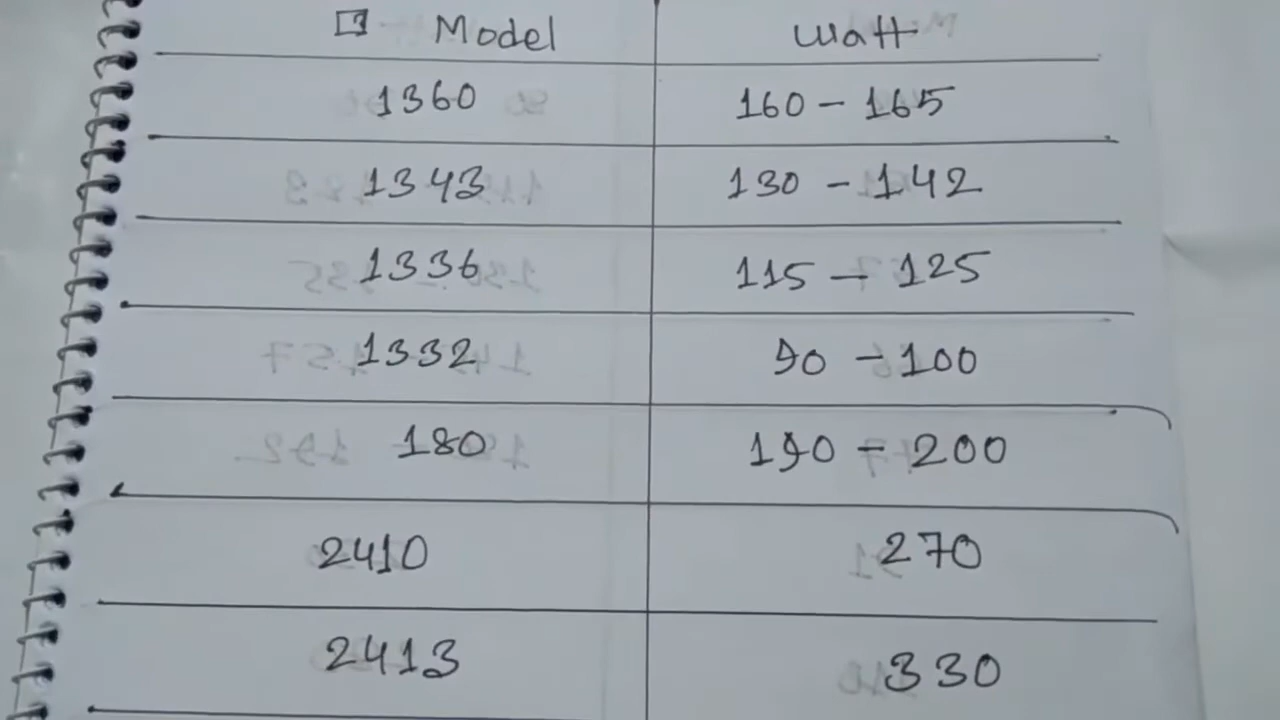 Model Watt
1360 160 - 165
1343 130 - 142
1336 115 - 125
1332 90 - 100
180 190 - 200
2410 270
2413 330